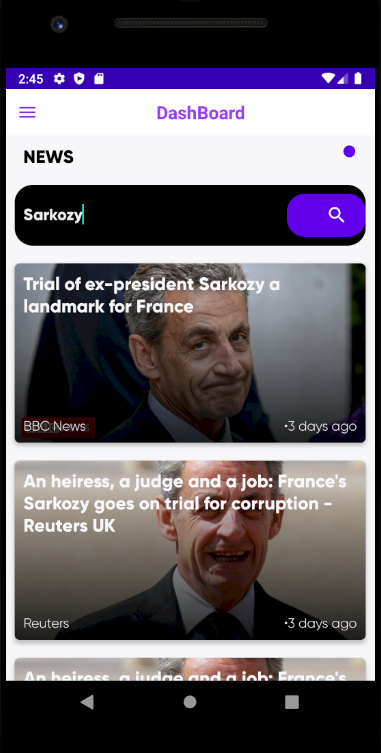 2:45
DashBoard
NEWS
Sarkozy
Trial of ex-president Sarkozy a
landmark for France
BBC News
•3 days ago
An heiress, a judge and a job: France's
Sarkozy goes on trial for corruption -
Reuters UK
Reuters
•3 days ago
An heiress, a judge and a job: France's